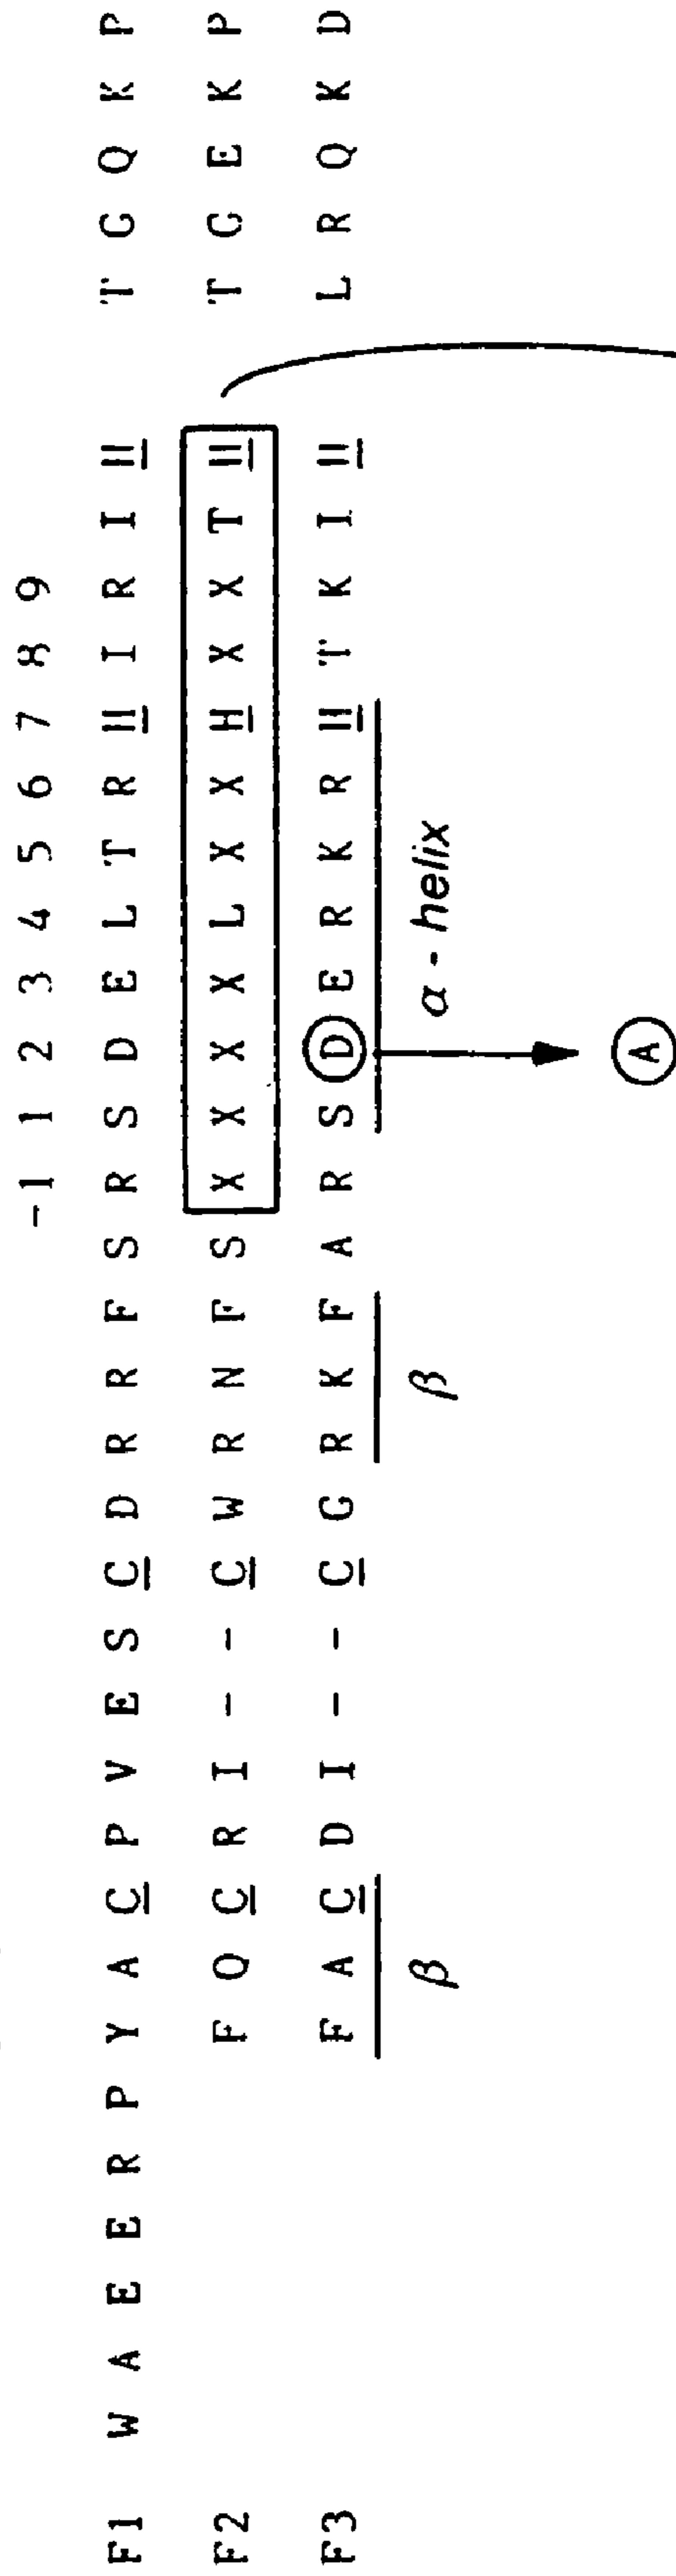 -1 1 2 3 4 5 6 7 8 9
F1 W A E E R P Y A C P V E S C D R R F S R S D E L T R H I R I H T G Q K P
F2 F Q C R I - - C W R N F S X X X X L X X H X X X T H T G E K P
F3 F A C D I - - C G R K F A R S D E R K R H T K I H L R Q K D
β β α - helix
A